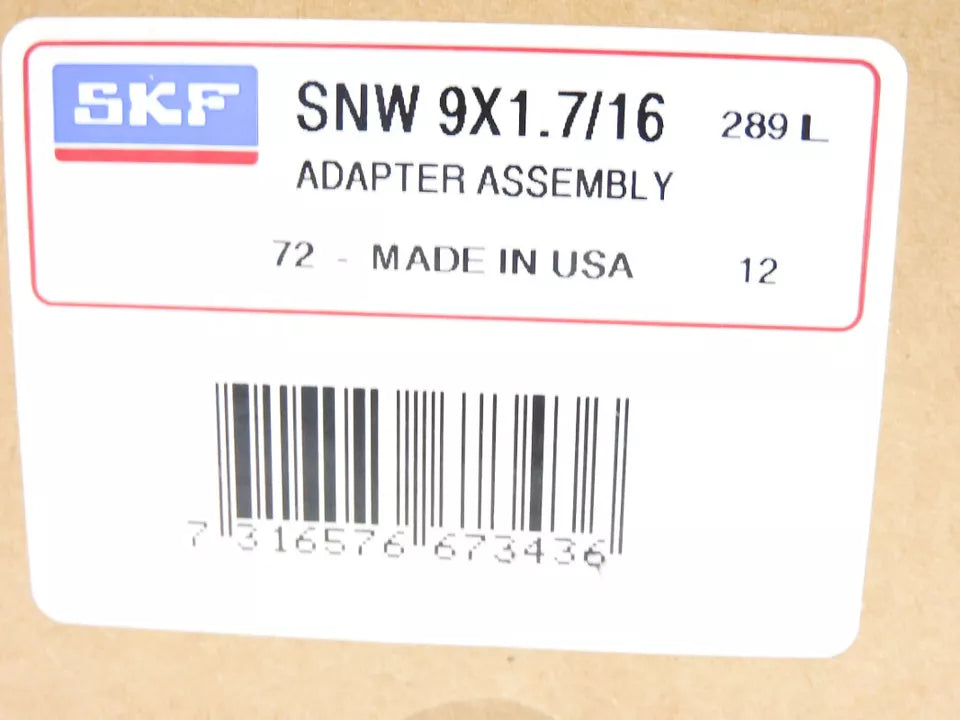 SKF
SNW 9X1.7/16 289 L
ADAPTER ASSEMBLY
72 - MADE IN USA 12
7 316576 673436